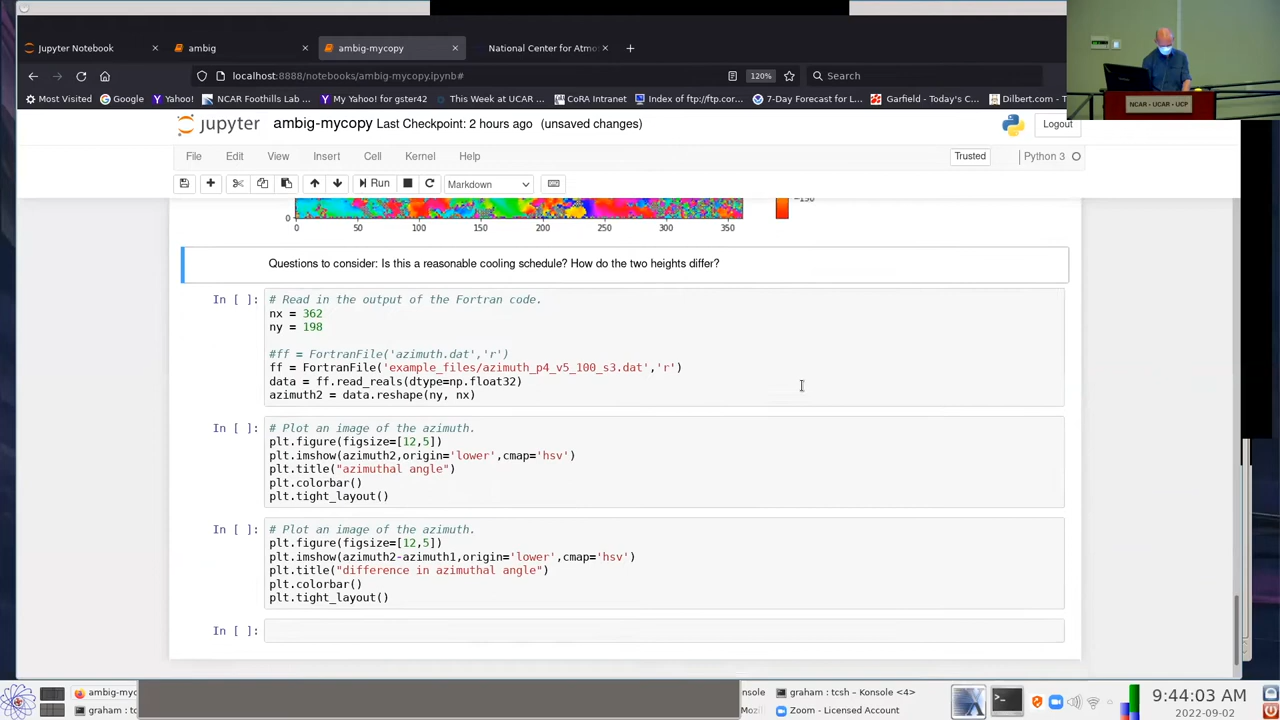 Jupyter Notebook
ambig
ambig-mycopy
National Center for Atmo
localhost:8888/notebooks/ambig-mycopy.ipynb#
120%
Search
Most Visited
Google
Yahoo!
NCAR Foothills Lab ...
My Yahoo! for gster42
This Week at UCAR ...
CoRA Intranet
Index of ftp://ftp.cor...
7-Day Forecast for L...
Garfield - Today's C...
Dilbert.com - T
NCAR - UCAR - UCP
Jupyter
ambig-mycopy Last Checkpoint: 2 hours ago (unsaved changes)
Logout
File Edit View Insert Cell Kernel Help
Trusted
Python 3
Run
Markdown
0
0 50 100 150 200 250 300 350
−150
Questions to consider: Is this a reasonable cooling schedule? How do the two heights differ?
In [ ]: # Read in the output of the Fortran code.
nx = 362
ny = 198
#ff = FortranFile('azimuth.dat','r')
ff = FortranFile('example_files/azimuth_p4_v5_100_s3.dat','r')
data = ff.read_reals(dtype=np.float32)
azimuth2 = data.reshape(ny, nx)
In [ ]: # Plot an image of the azimuth.
plt.figure(figsize=[12,5])
plt.imshow(azimuth2,origin='lower',cmap='hsv')
plt.title("azimuthal angle")
plt.colorbar()
plt.tight_layout()
In [ ]: # Plot an image of the azimuth.
plt.figure(figsize=[12,5])
plt.imshow(azimuth2-azimuth1,origin='lower',cmap='hsv')
plt.title("difference in azimuthal angle")
plt.colorbar()
plt.tight_layout()
In [ ]:
ambig-myc
nsole
graham : tcsh – Konsole <4>
graham : tc
Mozi
Zoom - Licensed Account
9:44:03 AM
2022-09-02